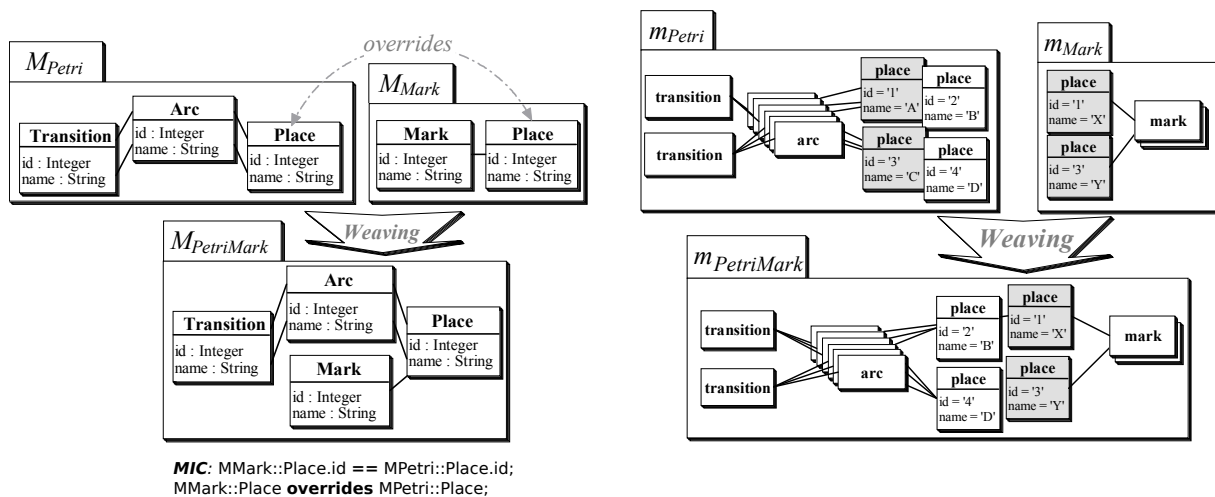 overrides
MPetri
Arc
id : Integer
name : String
Transition
id : Integer
name : String
Place
id : Integer
name : String
MMark
Mark
id : Integer
name : String
Place
id : Integer
name : String
Weaving
MPetriMark
Arc
id : Integer
name : String
Transition
id : Integer
name : String
Place
id : Integer
name : String
Mark
id : Integer
name : String
MIC: MMark::Place.id == MPetri::Place.id;
MMark::Place overrides MPetri::Place;
mPetri
transition
transition
arc
place
id = '1'
name = 'A'
place
id = '2'
name = 'B'
place
id = '3'
name = 'C'
place
id = '4'
name = 'D'
mMark
place
id = '1'
name = 'X'
place
id = '3'
name = 'Y'
mark
Weaving
mPetriMark
transition
transition
arc
place
id = '2'
name = 'B'
place
id = '1'
name = 'X'
place
id = '4'
name = 'D'
place
id = '3'
name = 'Y'
mark